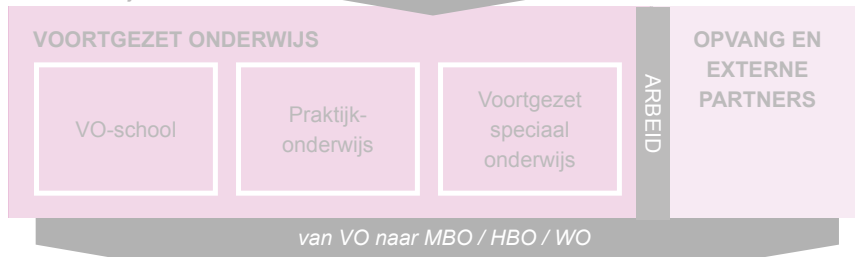 VOORTGEZET ONDERWIJS
VO-school
Praktijk-
onderwijs
Voortgezet
speciaal
onderwijs
ARBEID
OPVANG EN
EXTERNE
PARTNERS
van VO naar MBO / HBO / WO